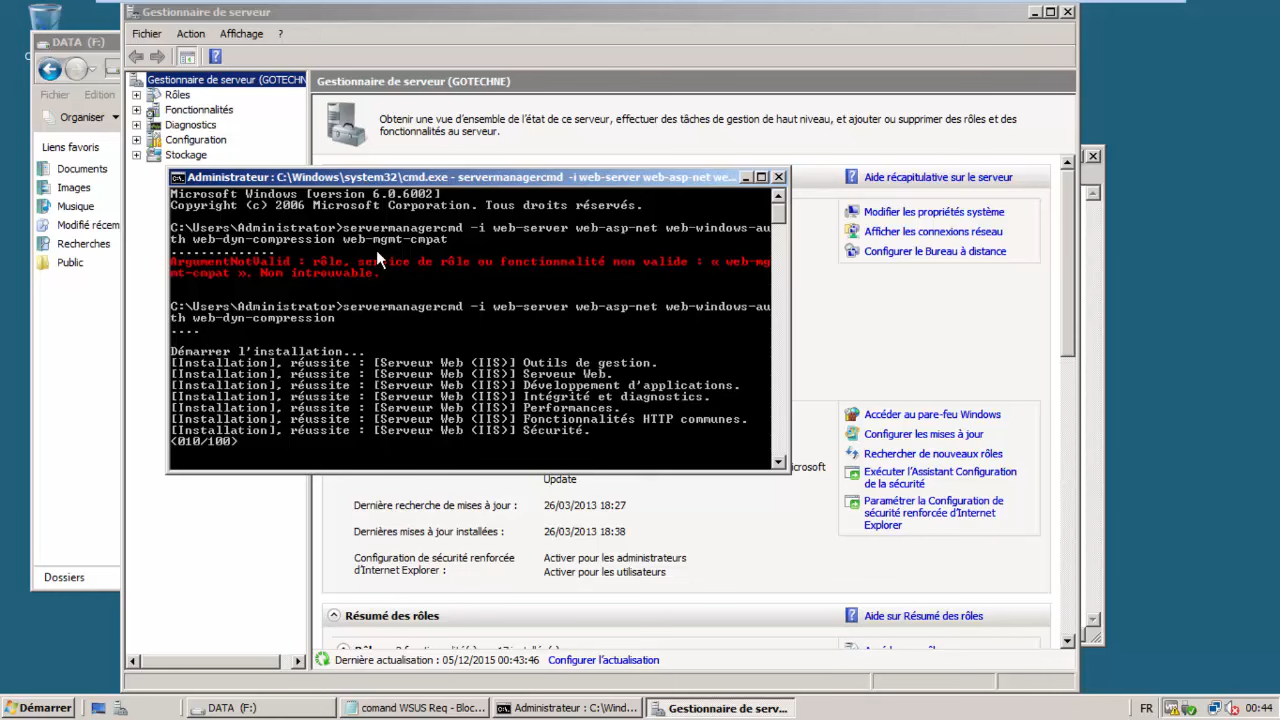 Gestionnaire de serveur
Fichier Action Affichage ?
DATA (F:)
Fichier Edition
Organiser
Liens favoris
Documents
Images
Musique
Modifié récem
Recherches
Public
Dossiers
Gestionnaire de serveur (GOTECHN
Rôles
Fonctionnalités
Diagnostics
Configuration
Stockage
Gestionnaire de serveur (GOTECHNE)
Obtenir une vue d'ensemble de l'état de ce serveur, effectuer des tâches de gestion de haut niveau, et ajouter ou supprimer des rôles et des
fonctionnalités au serveur.
Aide récapitulative sur le serveur
Modifier les propriétés système
Afficher les connexions réseau
Configurer le Bureau à distance
Administrateur : C:\Windows\system32\cmd.exe - servermanagercmd -i web-server web-asp-net we...
Microsoft Windows [version 6.0.6002]
Copyright (c) 2006 Microsoft Corporation. Tous droits réservés.
C:\Users\Administrator>servermanagercmd -i web-server web-asp-net web-windows-au
th web-dyn-compression web-mgmt-cmpat
...............
ArgumentNotValid : rôle, service de rôle ou fonctionnalité non valide : « web-mg
mt-cmpat ». Nom introuvable.
C:\Users\Administrator>servermanagercmd -i web-server web-asp-net web-windows-au
th web-dyn-compression
....
Démarrer l'installation...
[Installation], réussite : [Serveur Web (IIS)] Outils de gestion.
[Installation], réussite : [Serveur Web (IIS)] Serveur Web.
[Installation], réussite : [Serveur Web (IIS)] Développement d'applications.
[Installation], réussite : [Serveur Web (IIS)] Intégrité et diagnostics.
[Installation], réussite : [Serveur Web (IIS)] Performances.
[Installation], réussite : [Serveur Web (IIS)] Fonctionnalités HTTP communes.
[Installation], réussite : [Serveur Web (IIS)] Sécurité.
<010/100>
Accéder au pare-feu Windows
Configurer les mises à jour
Rechercher de nouveaux rôles
Exécuter l'Assistant Configuration
de la sécurité
Paramétrer la Configuration de
sécurité renforcée d'Internet
Explorer
icrosoft
Update
Dernière recherche de mises à jour : 26/03/2013 18:27
Dernières mises à jour installées : 26/03/2013 18:38
Configuration de sécurité renforcée
d'Internet Explorer :
Activer pour les administrateurs
Activer pour les utilisateurs
Résumé des rôles
Aide sur Résumé des rôles
Dernière actualisation : 05/12/2015 00:43:46 Configurer l'actualisation
Démarrer
DATA (F:)
comand WSUS Req - Bloc...
Administrateur : C:\Wind...
Gestionnaire de serv...
FR
00:44